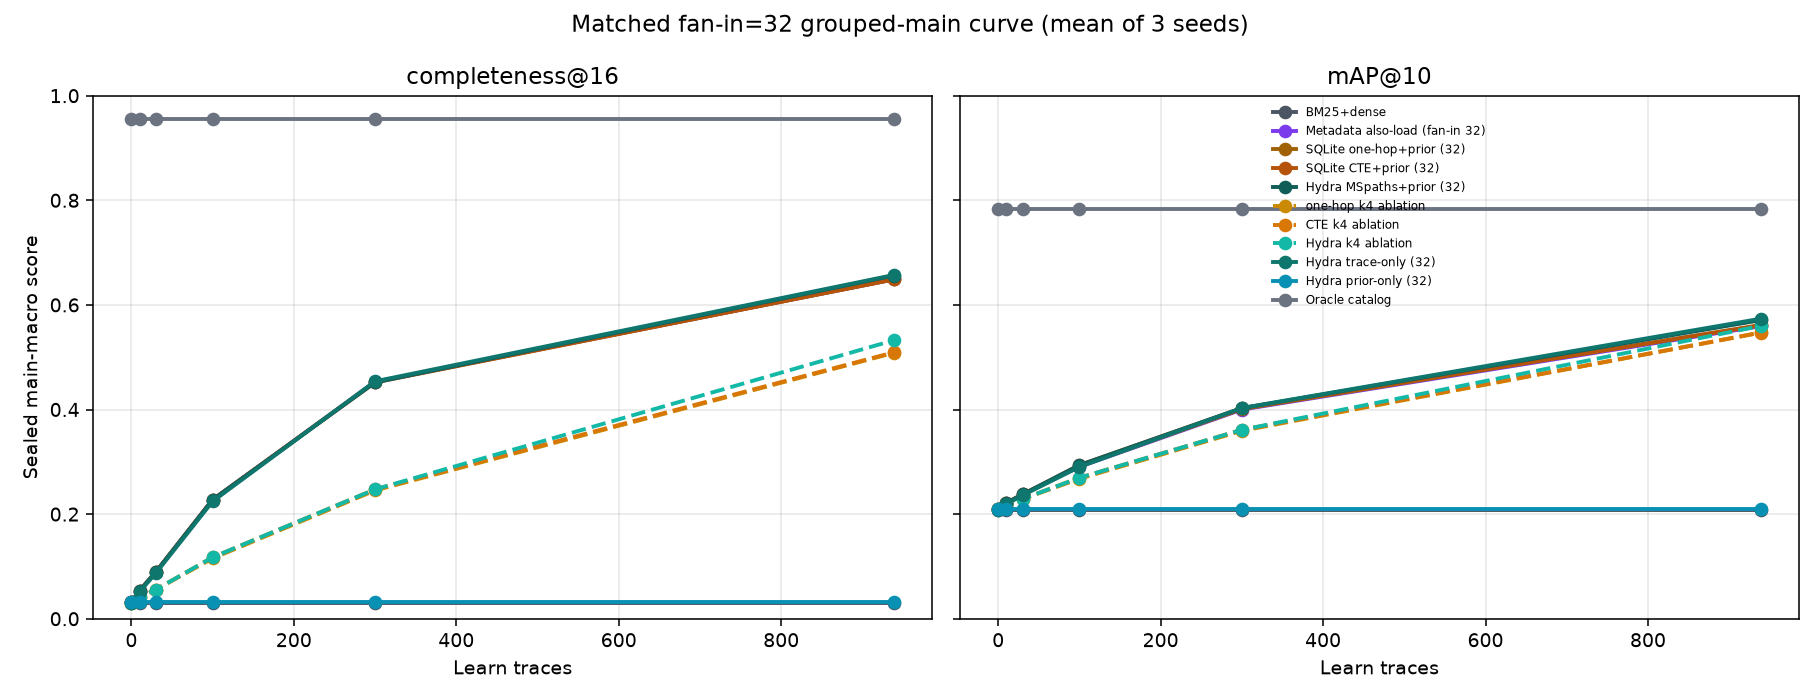 Matched fan-in=32 grouped-main curve (mean of 3 seeds)
completeness@16
mAP@10
Sealed main-macro score
1.0
0.8
0.6
0.4
0.2
0.0
0 200 400 600 800
Learn traces
BM25+dense
Metadata also-load (fan-in 32)
SQLite one-hop+prior (32)
SQLite CTE+prior (32)
Hydra MSpaths+prior (32)
one-hop k4 ablation
CTE k4 ablation
Hydra k4 ablation
Hydra trace-only (32)
Hydra prior-only (32)
Oracle catalog
0 200 400 600 800
Learn traces